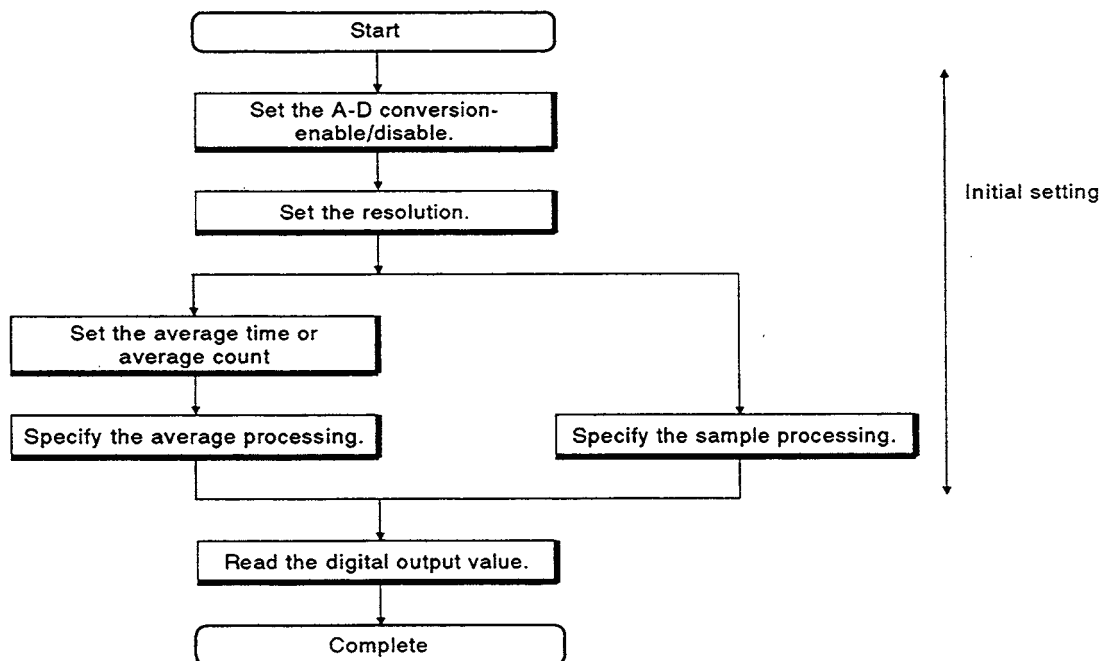 Start
Set the A-D conversion-
enable/disable.
Initial setting
Set the resolution.
Set the average time or
average count
Specify the average processing.
Specify the sample processing.
Read the digital output value.
Complete